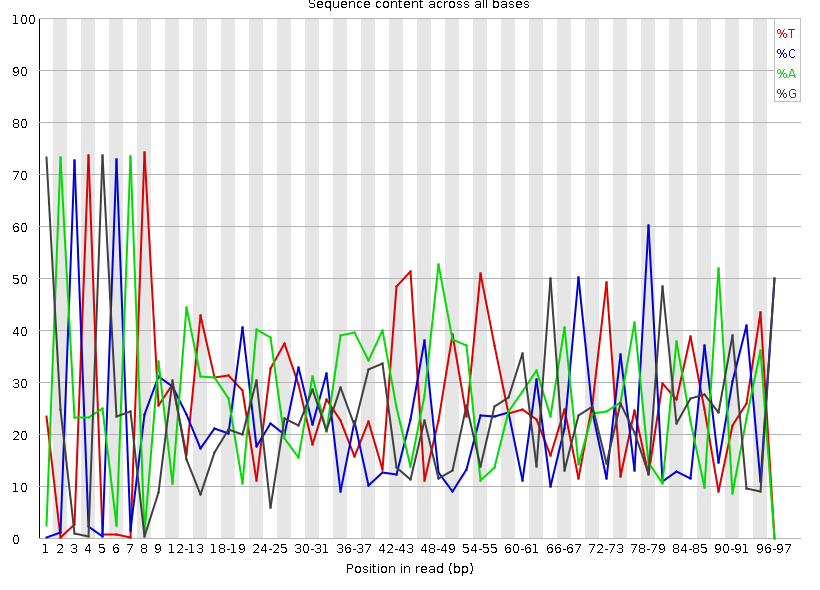 Sequence content across all bases
100
90
80
70
60
50
40
30
20
10
0
%T
%C
%A
%G
1 2 3 4 5 6 7 8 9 12-13 18-19 24-25 30-31 36-37 42-43 48-49 54-55 60-61 66-67 72-73 78-79 84-85 90-91 96-97
Position in read (bp)